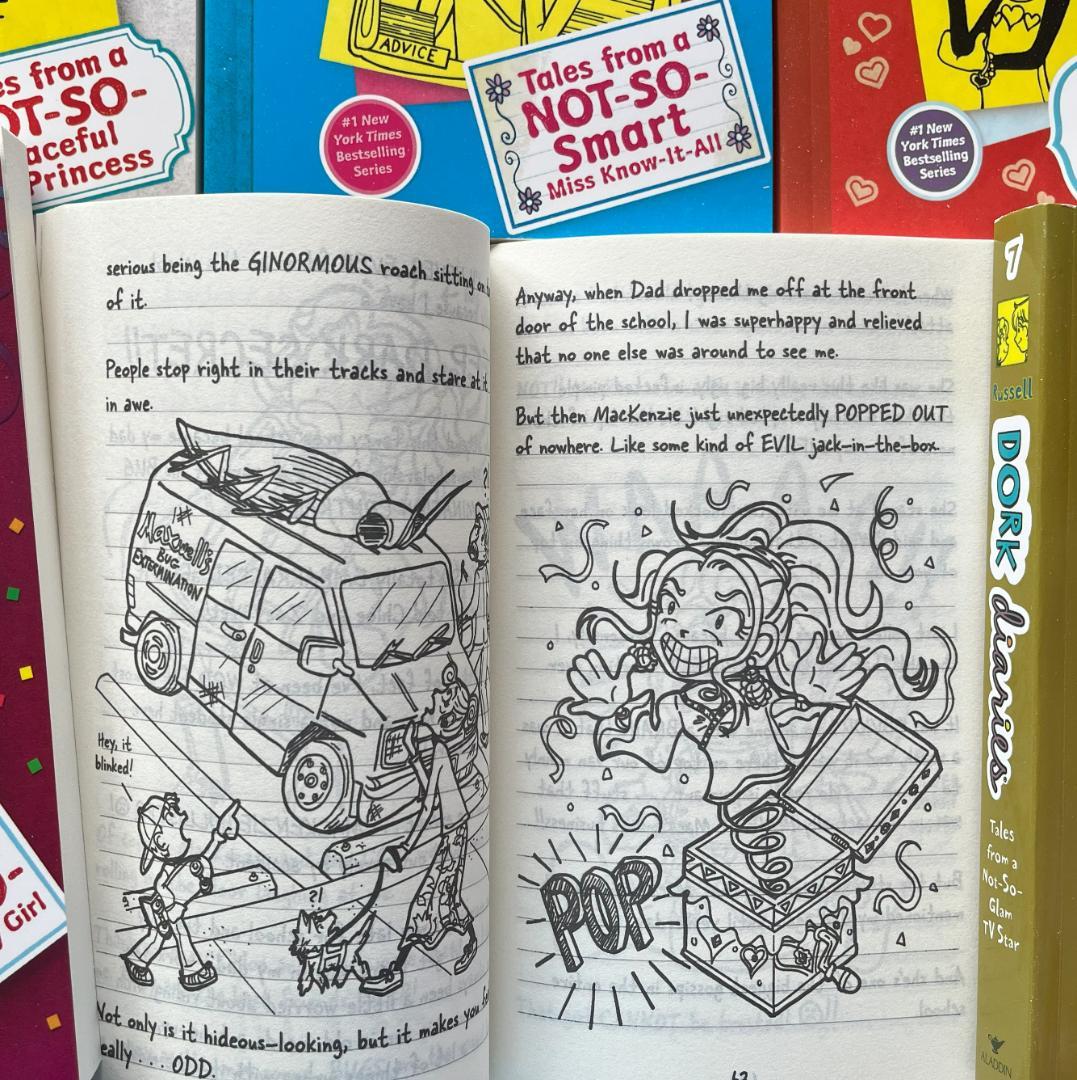 es from a
OT-SO-
aceful
Princess
ADVICE
#1 New
York Times
Bestselling
Series
Tales from a
NOT-SO-
Smart
Miss Know-It-All
#1 New
York Times
Bestselling
Series
serious being the GINORMOUS roach sitting on
of it.
People stop right in their tracks and stare at it
in awe.
Maxwell's
BUG
EXTERMINATION
?
Hey, it
blinked!
?!
Not only is it hideous-looking, but it makes you
eally . . . ODD.
Anyway, when Dad dropped me off at the front
door of the school, I was superhappy and relieved
that no one else was around to see me.
But then MacKenzie just unexpectedly POPPED OUT
of nowhere. Like some kind of EVIL jack-in-the-box.
POP
7
Russell
DORK diaries
Tales
from a
Not-So-
Glam
TV Star
ALADDIN
Girl